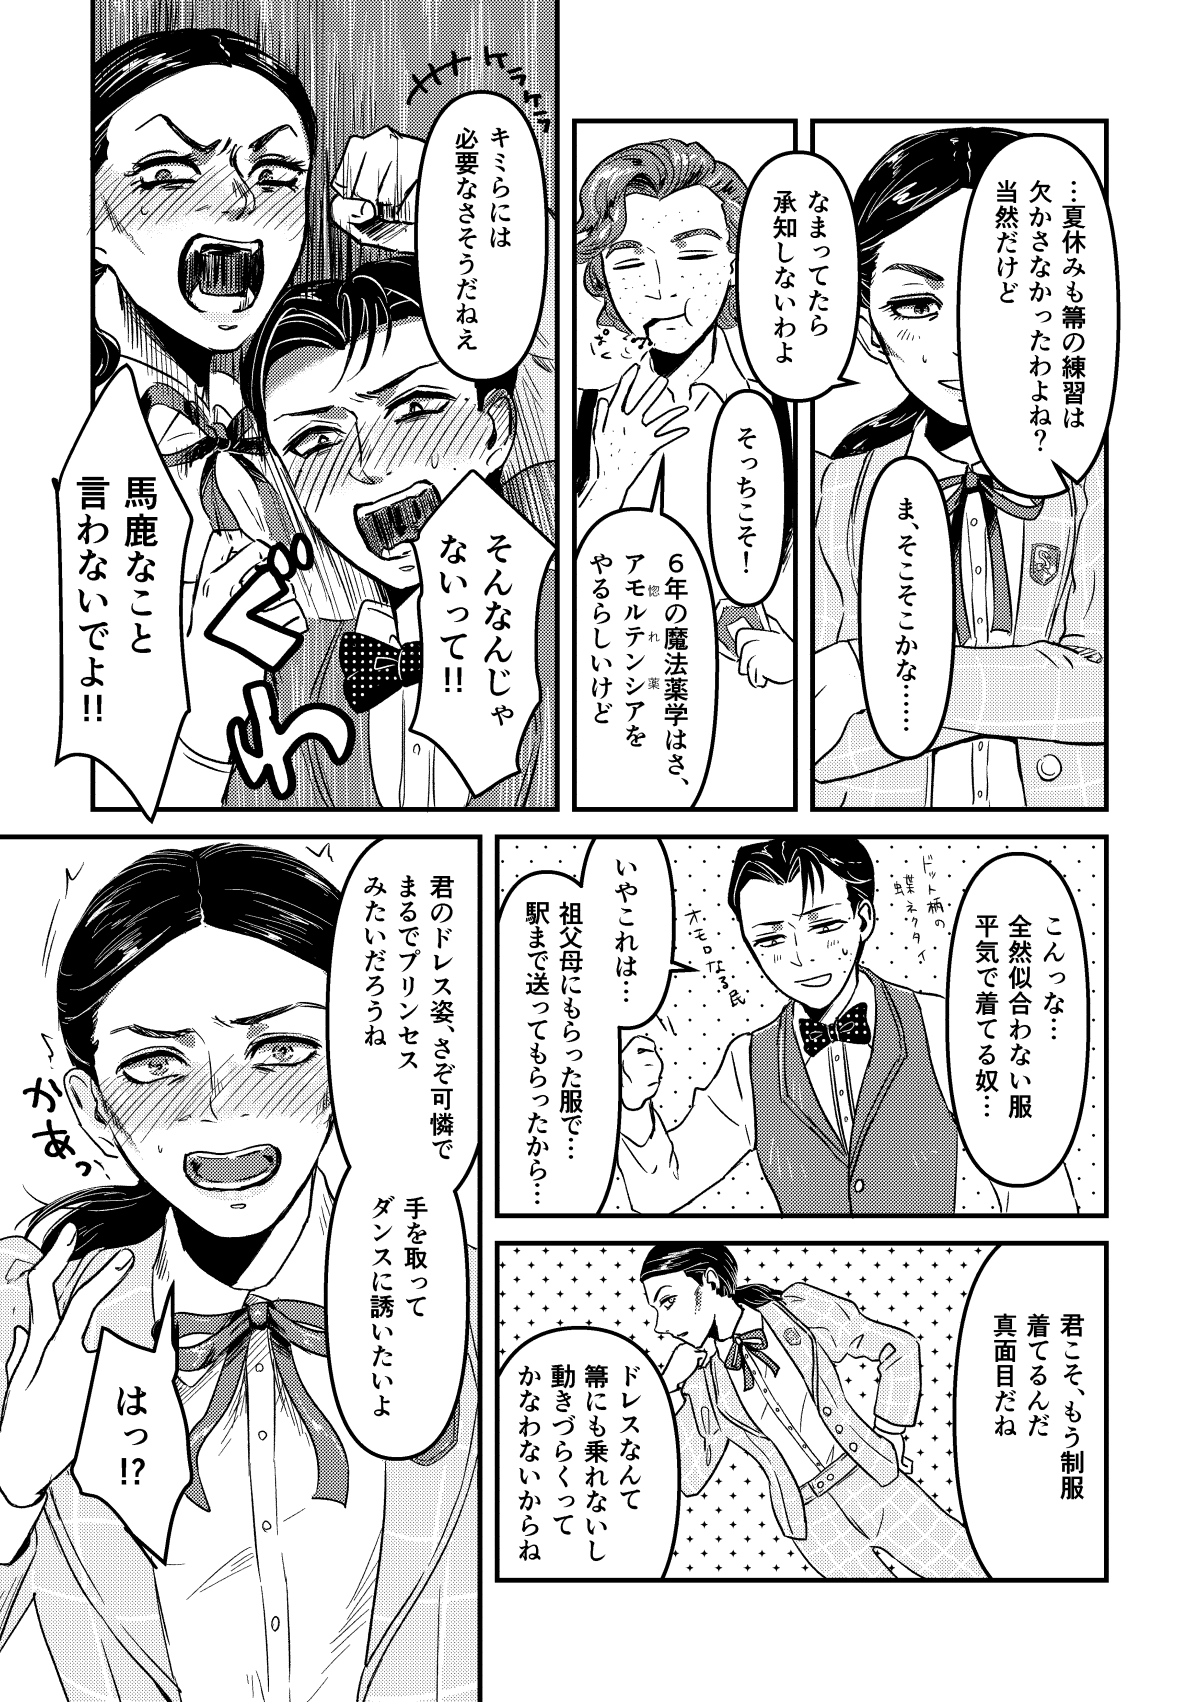 …夏休みも箒の練習は
欠かさなかったわよね?
当然だけど
ま、そこそこかな……
なまってたら
承知しないわよ
そっちこそ!
6年の魔法薬学はさ、
アモルテンシアを
惚れ薬
やるらしいけど
キミらには
必要なさそうだねえ
ケラケラ
そんなんじゃ
ないって!!
馬鹿なこと
言わないでよ!!
ぐわ
こんっな…
全然似合わない服
平気で着てる奴…
ドット柄の
蝶ネクタイ
オモロなる民
いやこれは…
祖父母にもらった服で…
駅まで送ってもらったから…
君こそ、もう制服
着てるんだ
真面目だね
ドレスなんて
箒にも乗れないし
動きづらくって
かなわないからね
君のドレス姿、さぞ可憐で
まるでプリンセス
みたいだろうね
手を取って
ダンスに誘いたいよ
かあっ…
はっ!?